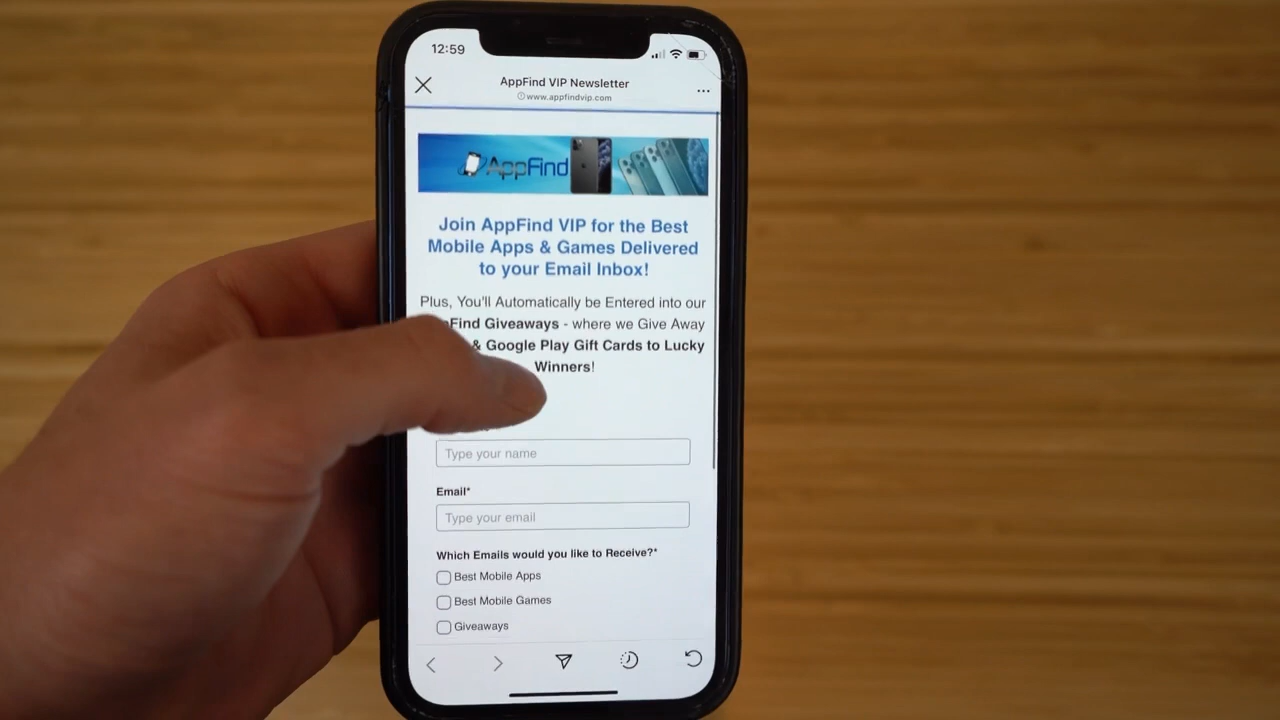 12:59
AppFind VIP Newsletter
www.appfindvip.com
AppFind
Join AppFind VIP for the Best
Mobile Apps & Games Delivered
to your Email Inbox!
Plus, You'll Automatically be Entered into our
Find Giveaways - where we Give Away
& Google Play Gift Cards to Lucky
Winners!
Type your name
Email*
Type your email
Which Emails would you like to Receive?*
Best Mobile Apps
Best Mobile Games
Giveaways